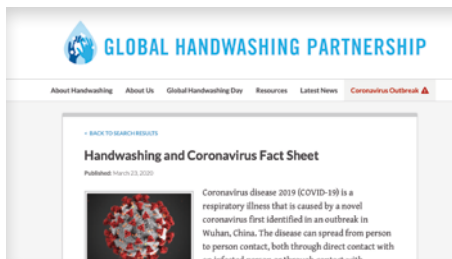 GLOBAL HANDWASHING PARTNERSHIP
About Handwashing About Us Global Handwashing Day Resources Latest News Coronavirus Outbreak
< BACK TO SEARCH RESULTS
Handwashing and Coronavirus Fact Sheet
Published: March 23, 2020
Coronavirus disease 2019 (COVID-19) is a
respiratory illness that is caused by a novel
coronavirus first identified in an outbreak in
Wuhan, China. The disease can spread from person
to person contact, both through direct contact with